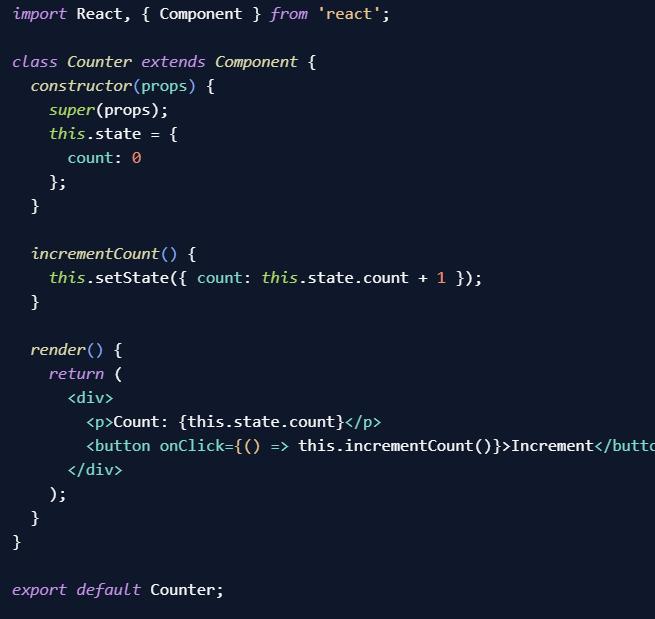 import React, { Component } from 'react';
class Counter extends Component {
constructor(props) {
super(props);
this.state = {
count: 0
};
}
incrementCount() {
this.setState({ count: this.state.count + 1 });
}
render() {
return (
<div>
<p>Count: {this.state.count}</p>
<button onClick={() => this.incrementCount()}>Increment</butto
</div>
);
}
}
export default Counter;